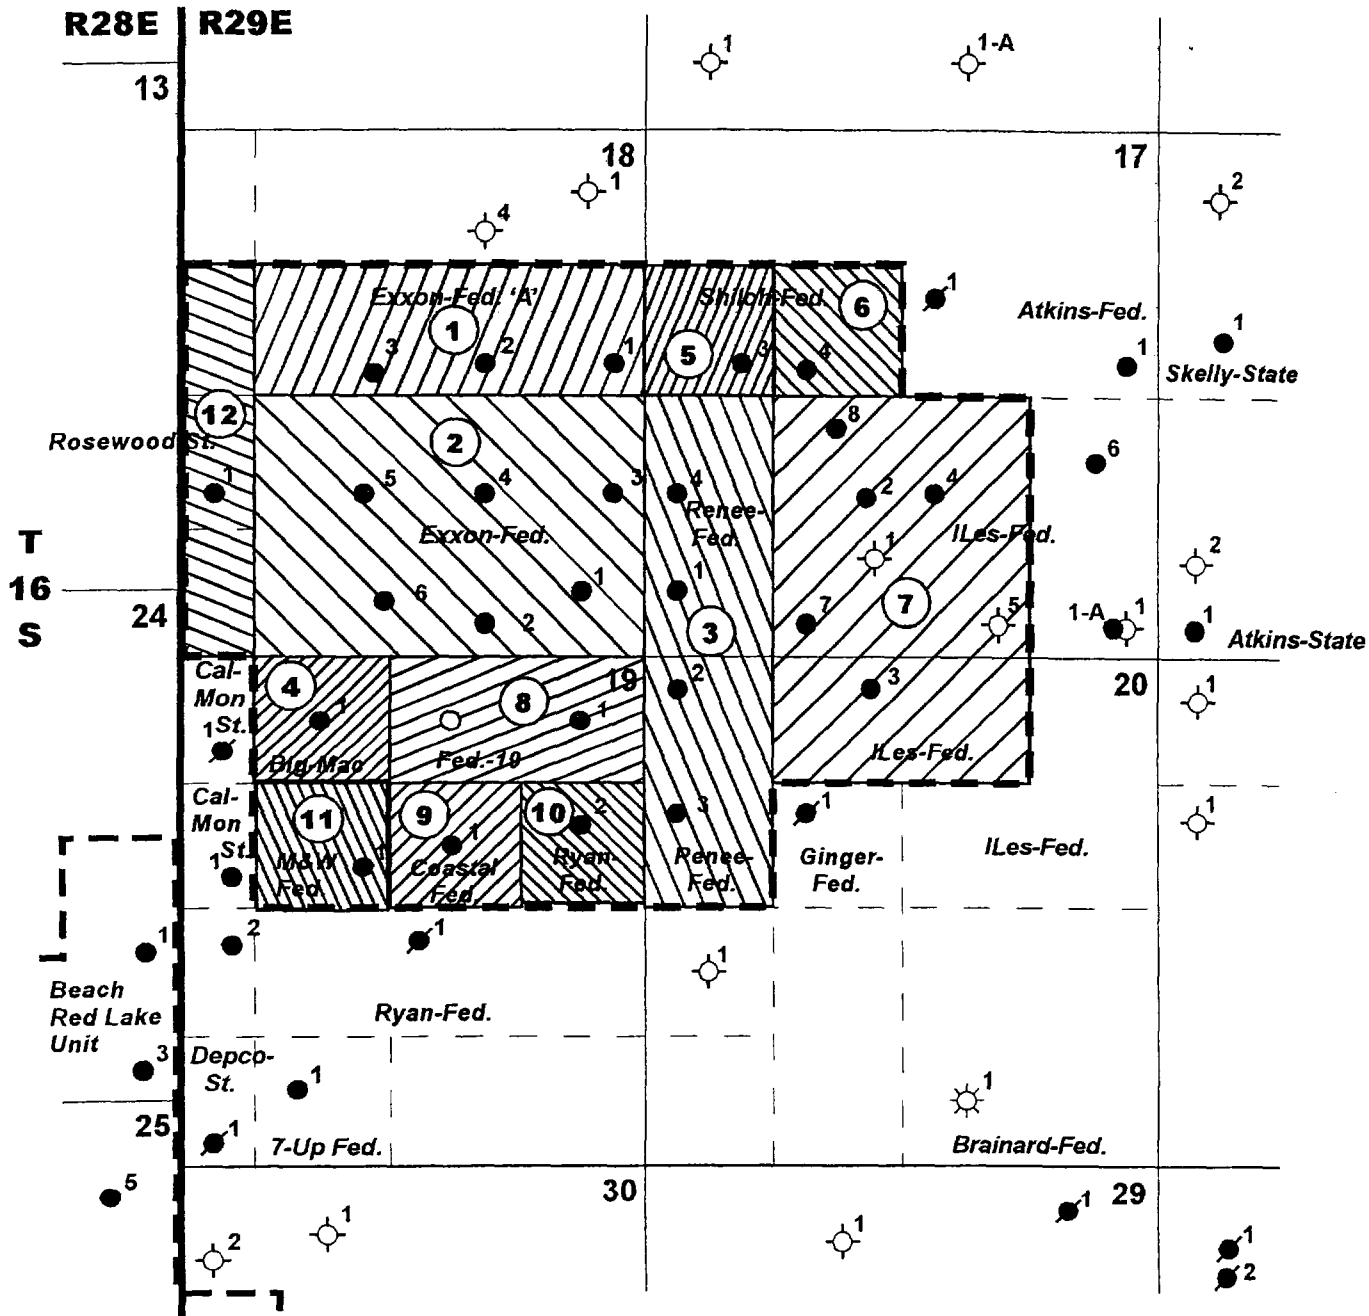 R28E R29E
1
1-A
13
18
17
1
2
4
Exxon-Fed. 'A'
Shiloh-Fed.
6
1
Atkins-Fed.
1
3
2
1
5
3
4
1
1
Skelly-State
12
2
8
Rosewood St.
6
1
5
4
3
4
2
4
Renee-
Fed.
Exxon-Fed.
ILes-Fed.
1
2
T
16
S
24
6
1
1
7
7
5
1-A
1
1
2
3
Atkins-State
Cal-
Mon
St.
1
4
1
8
19
2
3
20
1
1
Big-Mac
Fed.-19
ILes-Fed.
Cal-
Mon
St.
1
11
9
10
2
3
1
1
1
1
M&W
Fed.
Coastal
Fed.
Ryan-
Fed.
Renee-
Fed.
Ginger-
Fed.
ILes-Fed.
1
2
1
1
Beach
Red Lake
Unit
Ryan-Fed.
3
Depco-
St.
1
1
25
1
7-Up Fed.
Brainard-Fed.
5
30
29
2
1
1
1
1
2